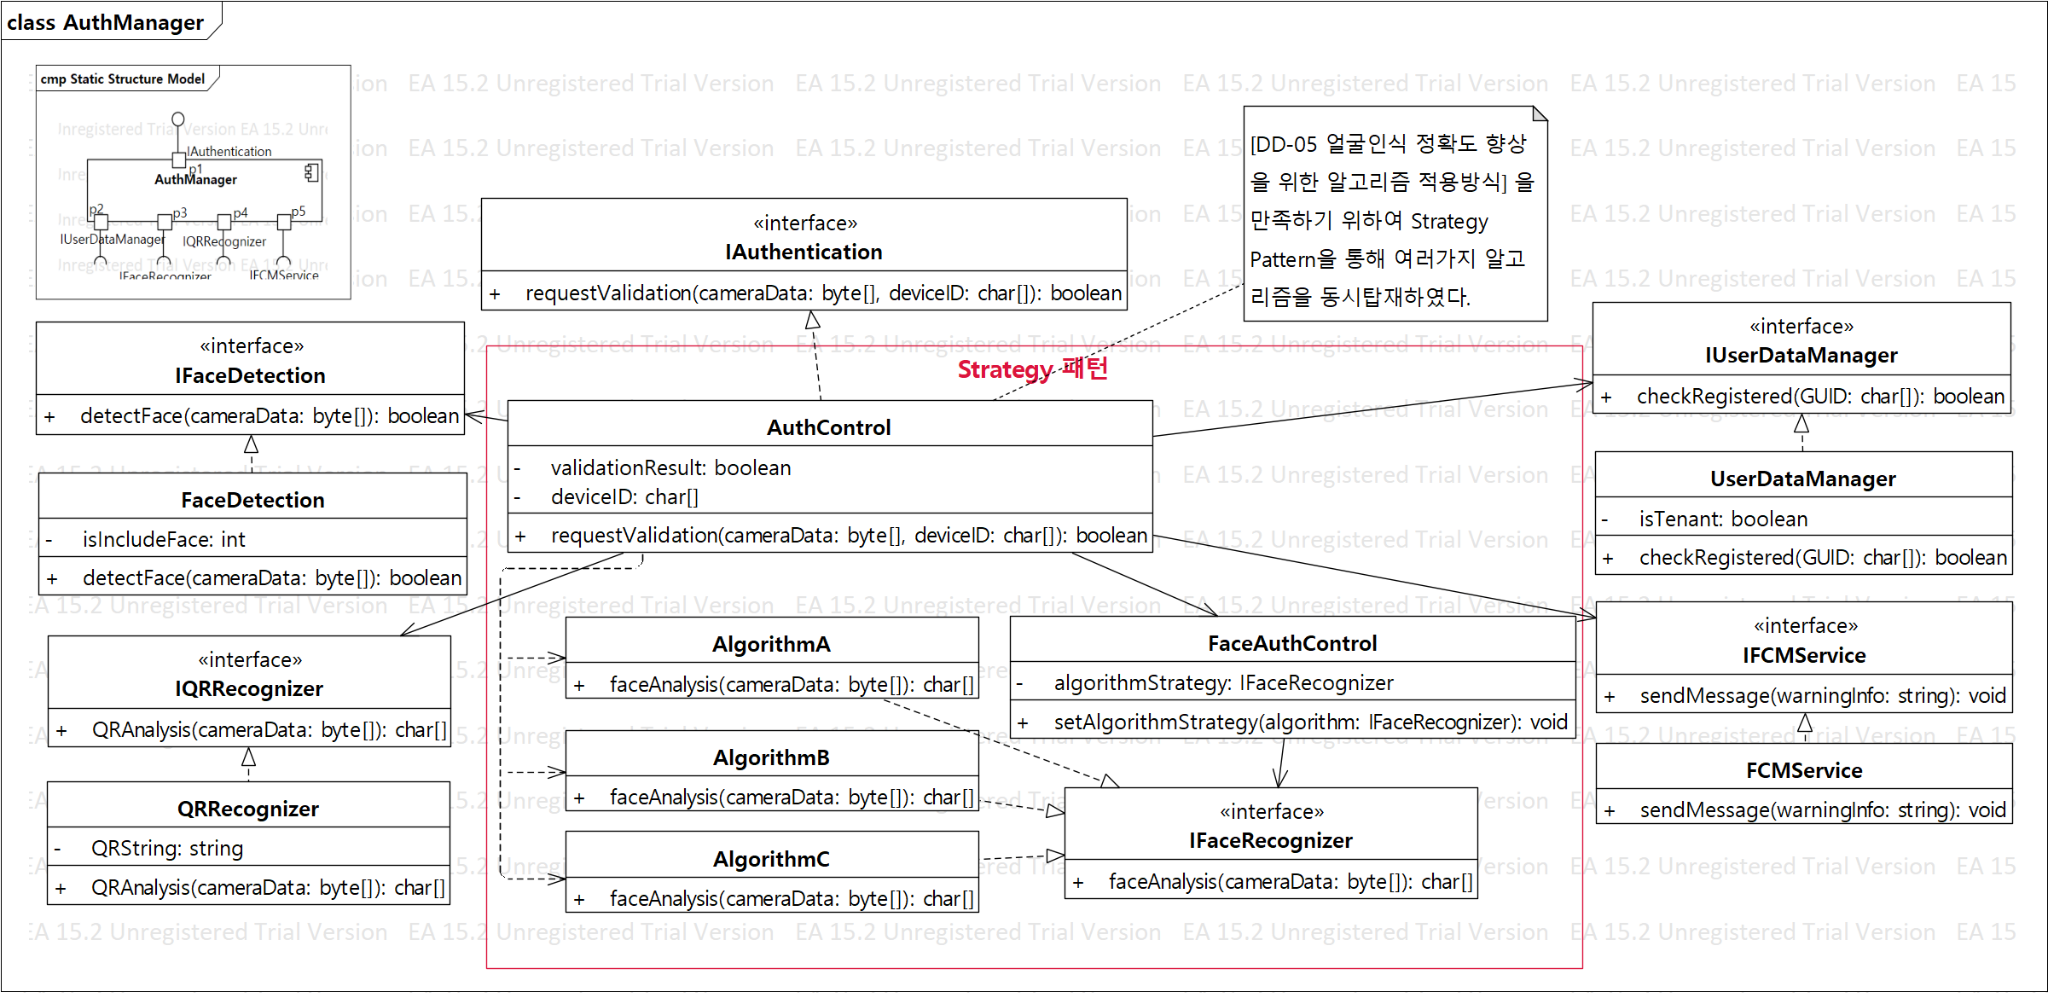 class AuthManager
cmp Static Structure Model
IAuthentication
p1
AuthManager
p2
p3
p4
p5
IUserDataManager
IQRRecognizer
IFaceRecognizer
IFCMService
Inregistered Trial Version EA 15.2 Unre
EA 15.2 Unregistered Trial Version
[DD-05 얼굴인식 정확도 향상
을 위한 알고리즘 적용방식] 을
만족하기 위하여 Strategy
Pattern을 통해 여러가지 알고
리즘을 동시탑재하였다.
«interface»
IAuthentication
+ requestValidation(cameraData: byte[], deviceID: char[]): boolean
«interface»
IFaceDetection
+ detectFace(cameraData: byte[]): boolean
FaceDetection
- isIncludeFace: int
+ detectFace(cameraData: byte[]): boolean
«interface»
IQRRecognizer
+ QRAnalysis(cameraData: byte[]): char[]
QRRecognizer
- QRString: string
+ QRAnalysis(cameraData: byte[]): char[]
Strategy 패턴
AuthControl
- validationResult: boolean
- deviceID: char[]
+ requestValidation(cameraData: byte[], deviceID: char[]): boolean
AlgorithmA
+ faceAnalysis(cameraData: byte[]): char[]
AlgorithmB
+ faceAnalysis(cameraData: byte[]): char[]
AlgorithmC
+ faceAnalysis(cameraData: byte[]): char[]
FaceAuthControl
- algorithmStrategy: IFaceRecognizer
+ setAlgorithmStrategy(algorithm: IFaceRecognizer): void
«interface»
IFaceRecognizer
+ faceAnalysis(cameraData: byte[]): char[]
«interface»
IUserDataManager
+ checkRegistered(GUID: char[]): boolean
UserDataManager
- isTenant: boolean
+ checkRegistered(GUID: char[]): boolean
«interface»
IFCMService
+ sendMessage(warningInfo: string): void
FCMService
+ sendMessage(warningInfo: string): void